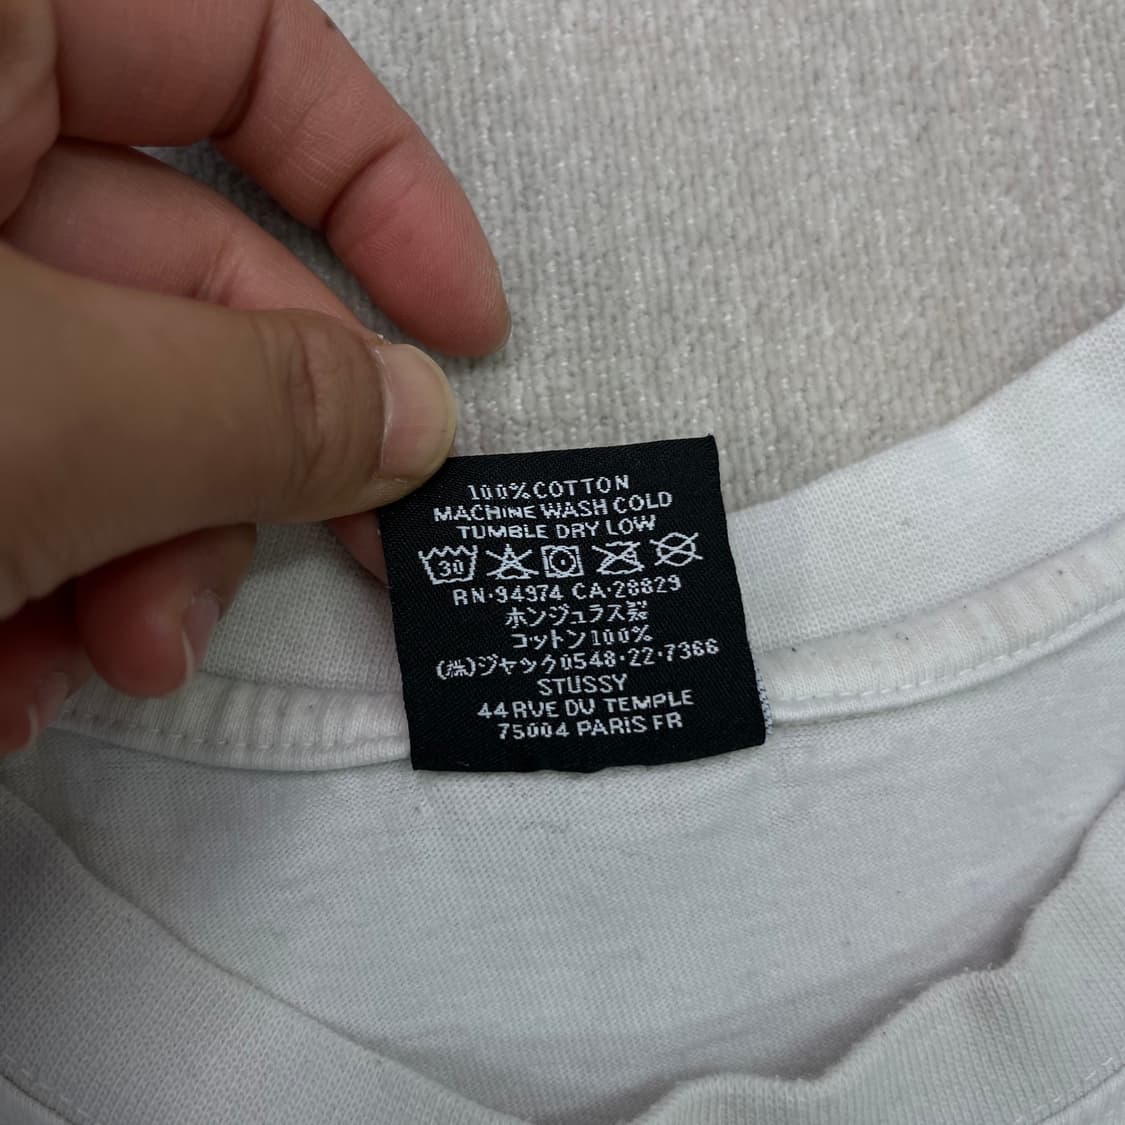 100% COTTON
MACHINE WASH COLD
TUMBLE DRY LOW
30
RN·94974 CA·28829
ホンジュラス製
コットン100%
(株)ジャック0548·22·7366
STUSSY
44 RUE DU TEMPLE
75004 PARIS FR